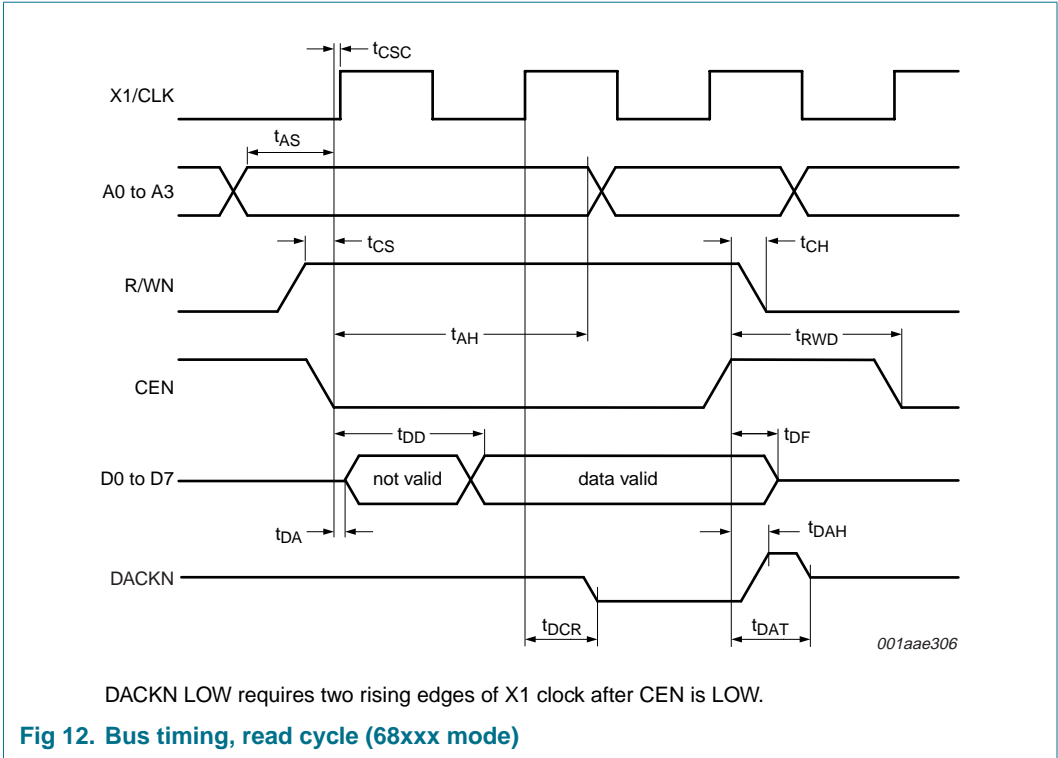 tCSC
X1/CLK
tAS
A0 to A3
tCS
tCH
R/WN
tAH
tRWD
CEN
tDD
tDF
D0 to D7
not valid
data valid
tDA
tDAH
DACKN
tDCR
tDAT
001aae306
DACKN LOW requires two rising edges of X1 clock after CEN is LOW.
Fig 12. Bus timing, read cycle (68xxx mode)